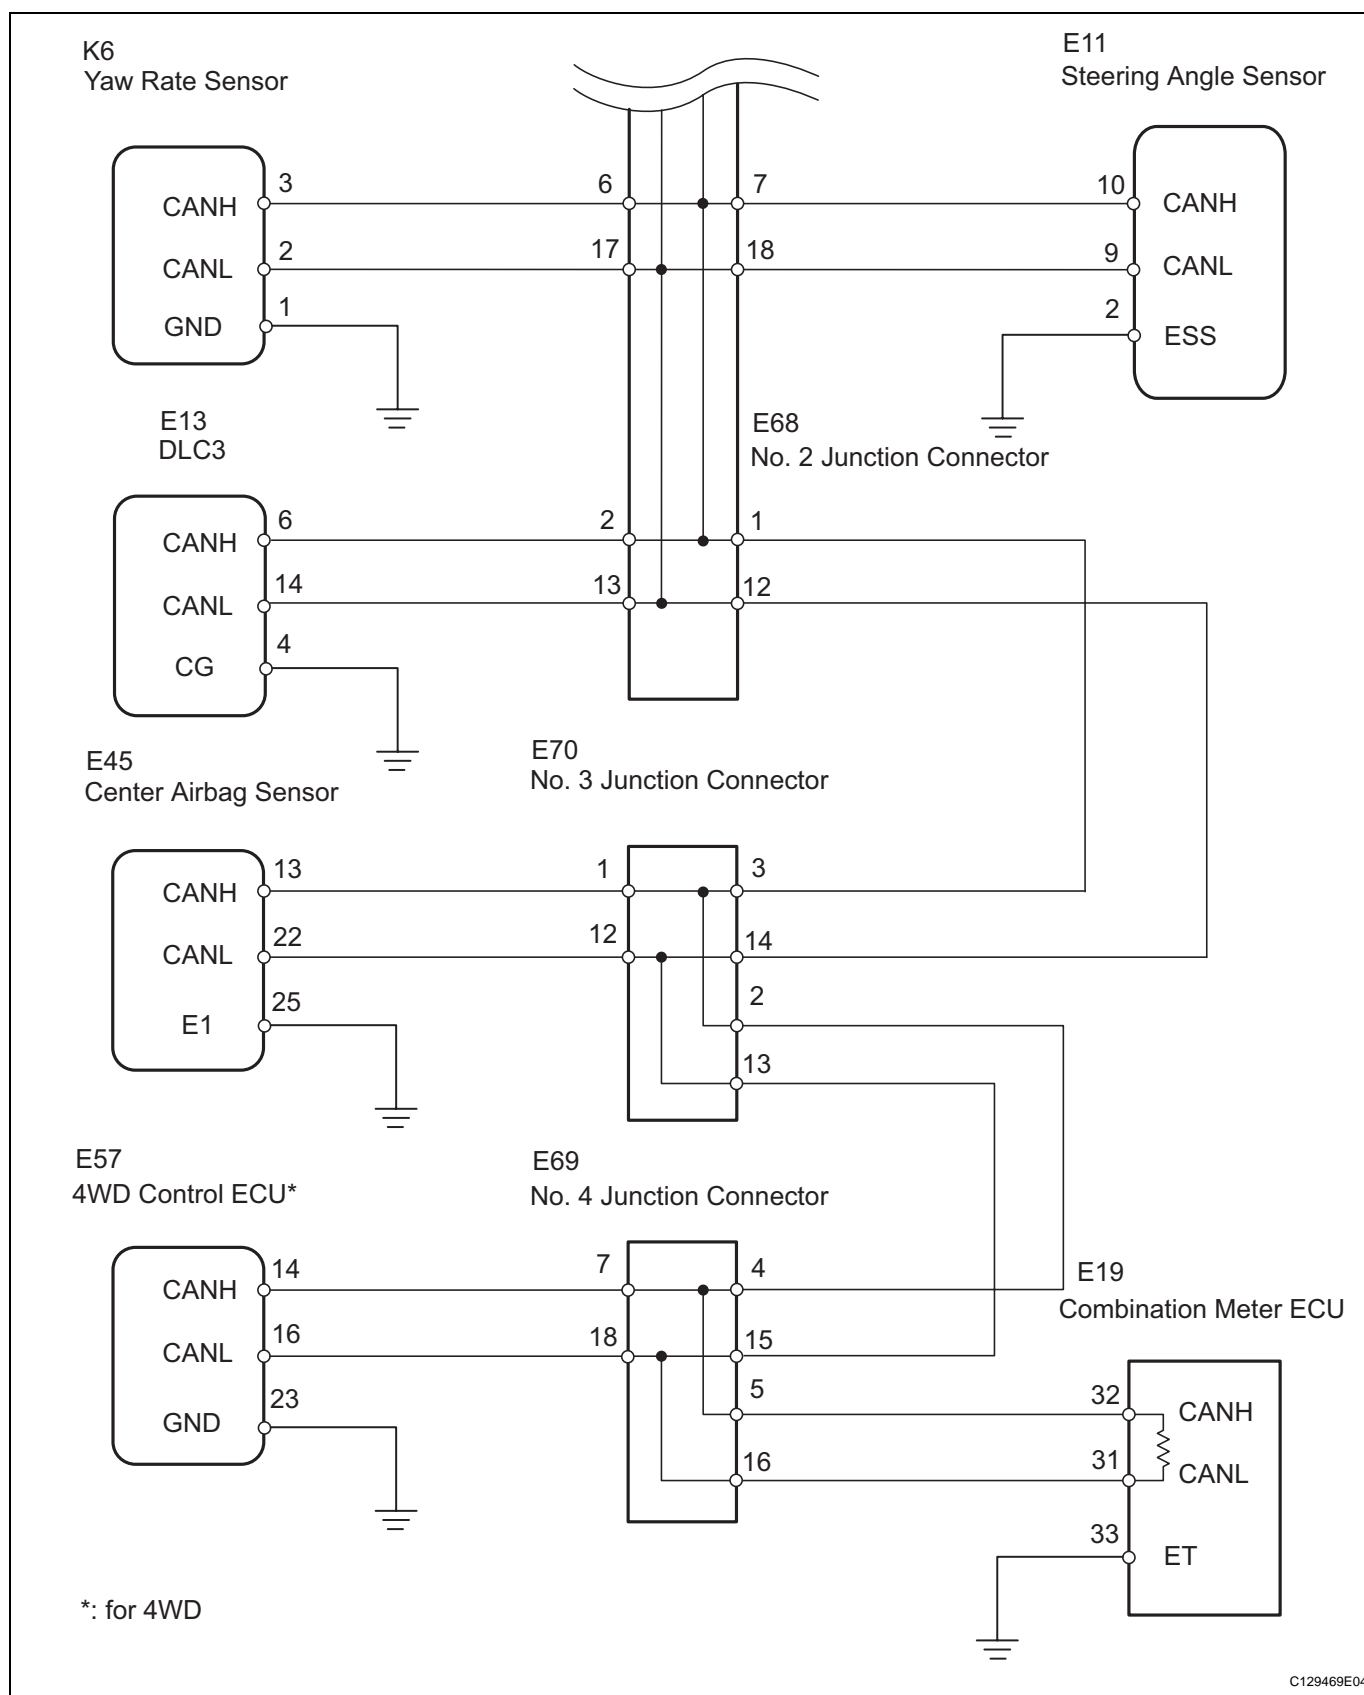 K6
Yaw Rate Sensor
E11
Steering Angle Sensor
CANH
3
6
7
10
CANH
CANL
2
17
18
9
CANL
GND
1
2
ESS
E13
DLC3
E68
No. 2 Junction Connector
CANH
6
2
1
CANL
14
13
12
CG
4
E45
Center Airbag Sensor
E70
No. 3 Junction Connector
CANH
13
1
3
CANL
22
12
14
E1
25
2
13
E57
4WD Control ECU*
E69
No. 4 Junction Connector
CANH
14
7
4
CANL
16
18
15
GND
23
5
16
E19
Combination Meter ECU
32
CANH
31
CANL
33
ET
*: for 4WD
C129469E04